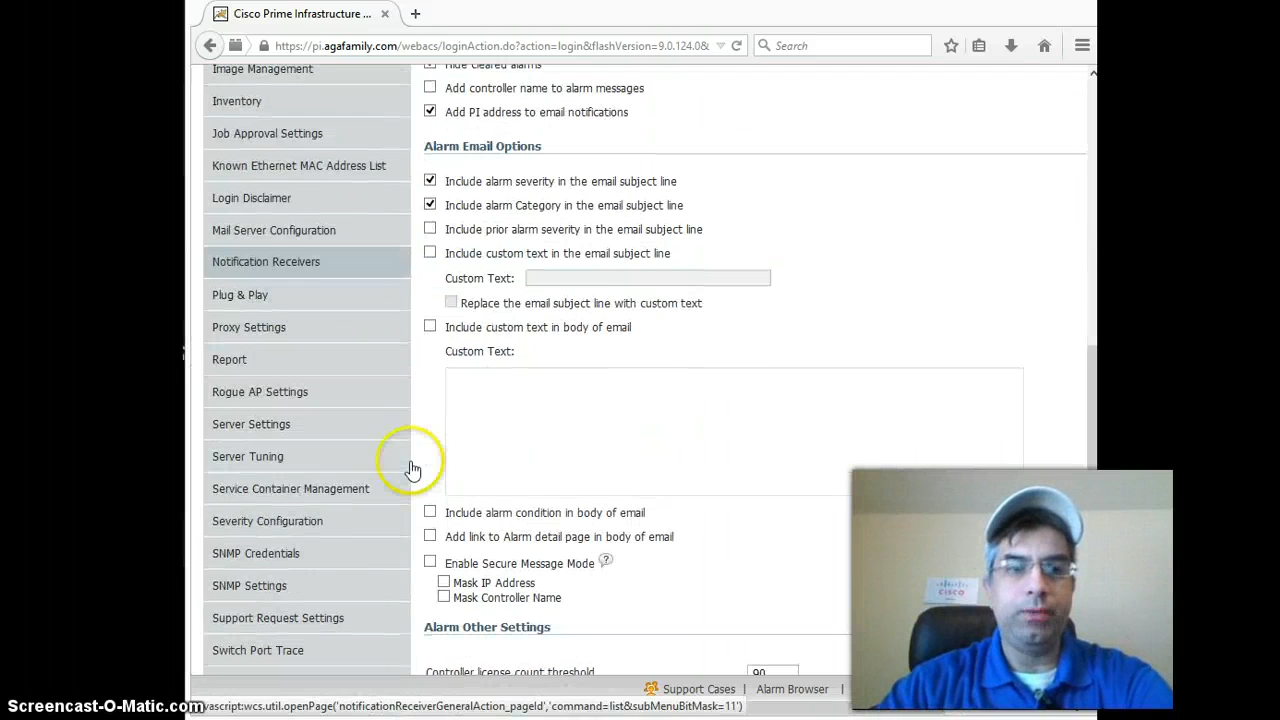 Cisco Prime Infrastructure ...
https://pi.agafamily.com/webacs/loginAction.do?action=login&flashVersion=9.0.124.0&
Search
Image Management
Inventory
Job Approval Settings
Known Ethernet MAC Address List
Login Disclaimer
Mail Server Configuration
Notification Receivers
Plug & Play
Proxy Settings
Report
Rogue AP Settings
Server Settings
Server Tuning
Service Container Management
Severity Configuration
SNMP Credentials
SNMP Settings
Support Request Settings
Switch Port Trace
Hide cleared alarms
Add controller name to alarm messages
Add PI address to email notifications
Alarm Email Options
Include alarm severity in the email subject line
Include alarm Category in the email subject line
Include prior alarm severity in the email subject line
Include custom text in the email subject line
Custom Text:
Replace the email subject line with custom text
Include custom text in body of email
Custom Text:
Include alarm condition in body of email
Add link to Alarm detail page in body of email
Enable Secure Message Mode ?
Mask IP Address
Mask Controller Name
Alarm Other Settings
Controller license count threshold 90
Support Cases | Alarm Browser |
javascript:wcs.util.openPage('notificationReceiverGeneralAction_pageId','command=list&subMenuBitMask=11')
CISCO
Screencast-O-Matic.com